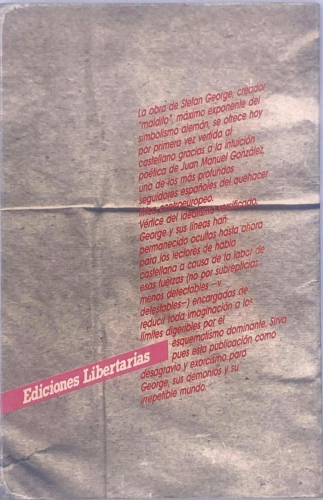 La obra de Stefan George, creador
"maldito", máximo exponente del
simbolismo alemán, se ofrece hoy
por primera vez vertida al
castellano gracias a la intuición
poética de Juan Manuel González,
uno de los más profundos
seguidores españoles del quehacer
centroeuropeo.
Vértice del idealismo
George y sus líneas han
permanecido ocultos hasta ahora
para los lectores de habla
castellana a causa de la labor de
esas fuerzas (no por subrepticias
menos detectables —y
detestables—) encargadas de
reducir toda imaginación a los
límites digeribles por el
esquematismo dominante. Sirva
pues esta publicación como
desagravio y exorcismo para
George, sus demonios y su
irrepetible mundo.
Ediciones Libertarias